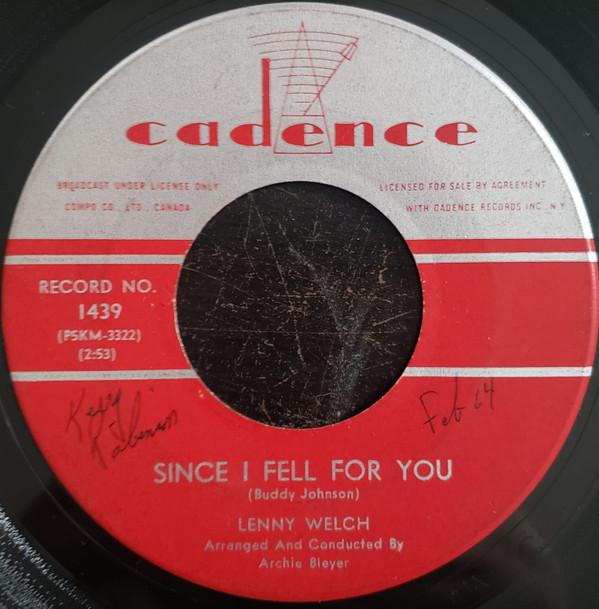 cadence
BROADCAST UNDER LICENSE ONLY
COMPO CO., LTD., CANADA
LICENSED FOR SALE BY AGREEMENT
WITH CADENCE RECORDS INC. N.Y.
RECORD NO.
1439
(PSKM-3322)
(2:53)
Kerry
Robinson
Feb 64
SINCE I FELL FOR YOU
(Buddy Johnson)
LENNY WELCH
Arranged And Conducted By
Archie Bleyer